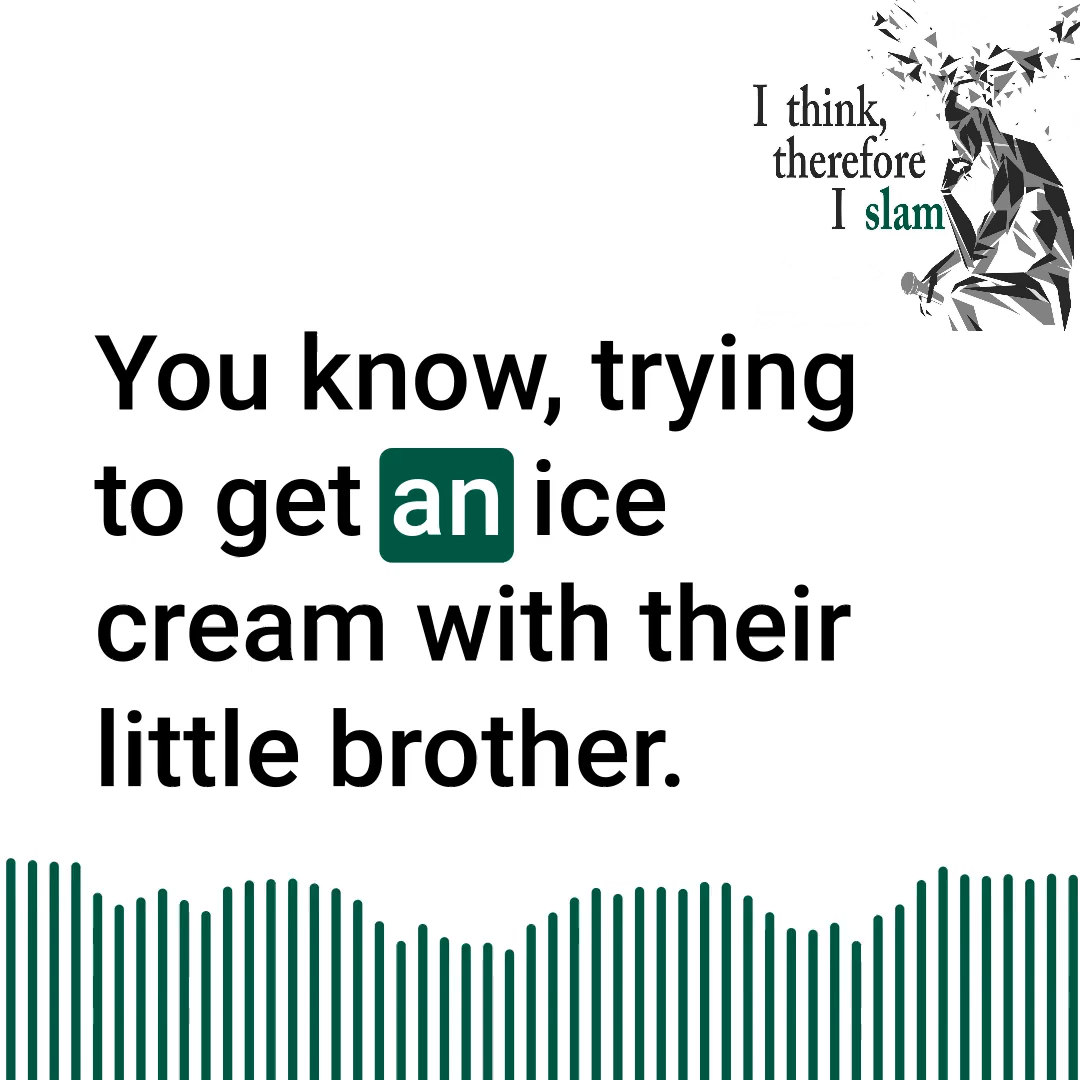 I think,
therefore
I slam
You know, trying
to get an ice
cream with their
little brother.